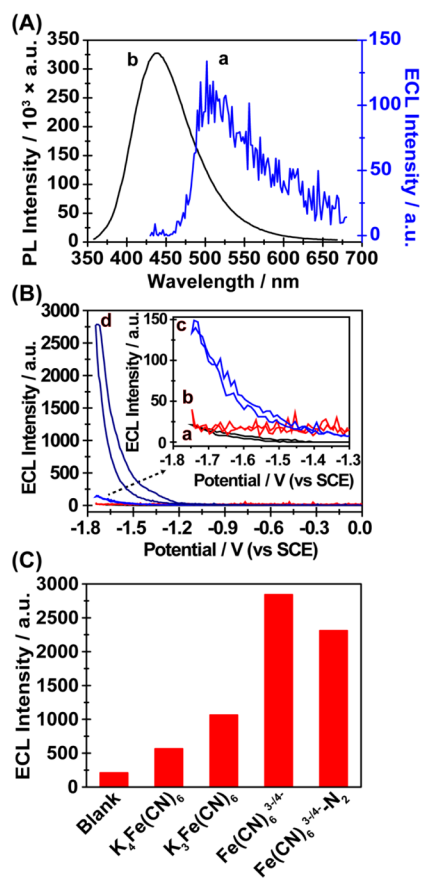 (A)
350
300
250
200
150
100
50
0
PL Intensity / 10³ × a.u.
b
a
150
100
50
0
ECL Intensity / a.u.
350 400 450 500 550 600 650 700
Wavelength / nm
(B)
3000
2500
2000
1500
1000
500
0
ECL Intensity / a.u.
d
150
100
50
0
ECL Intensity / a.u.
c
b
a
-1.8 -1.7 -1.6 -1.5 -1.4 -1.3
Potential / V (vs SCE)
-1.8 -1.5 -1.2 -0.9 -0.6 -0.3 0.0
Potential / V (vs SCE)
(C)
3000
2500
2000
1500
1000
500
0
ECL Intensity / a.u.
Blank
K₄Fe(CN)₆
K₃Fe(CN)₆
Fe(CN)₆³⁻/⁴⁻
Fe(CN)₆³⁻/⁴⁻-N₂